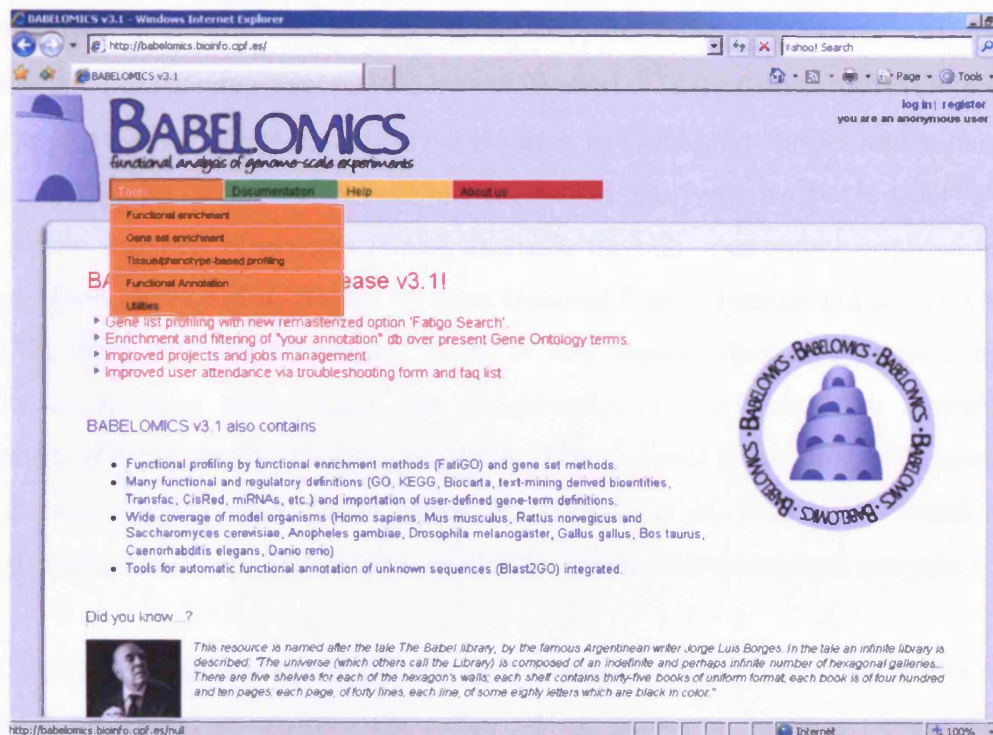 BABELOMICS v3.1 - Windows Internet Explorer
http://babelomics.bioinfo.cipf.es/
Yahoo! Search
BABELOMICS v3.1
Page
Tools
log in | register
you are an anonymous user
BABELOMICS
functional analysis of genome-scale experiments
Tools Documentation Help About us
Functional enrichment
Gene set enrichment
Tissue/phenotype-based profiling
Functional Annotation
Utilities
BA ease v3.1!
Gene list profiling with new remasterized option 'Fatigo Search'.
Enrichment and filtering of "your annotation" db over present Gene Ontology terms.
Improved projects and jobs management.
Improved user attendance via troubleshooting form and faq list.
BABELOMICS · BABELOMICS · BABELOMICS · BABELOMICS ·
BABELOMICS v3.1 also contains
Functional profiling by functional enrichment methods (FatiGO) and gene set methods.
Many functional and regulatory definitions (GO, KEGG, Biocarta, text-mining derived bioentities,
Transfac, CisRed, miRNAs, etc.) and importation of user-defined gene-term definitions.
Wide coverage of model organisms (Homo sapiens, Mus musculus, Rattus norvegicus and
Saccharomyces cerevisiae, Anopheles gambiae, Drosophila melanogaster, Gallus gallus, Bos taurus,
Caenorhabditis elegans, Danio rerio)
Tools for automatic functional annotation of unknown sequences (Blast2GO) integrated.
Did you know...?
This resource is named after the tale The Babel library, by the famous Argentinean writer Jorge Luis Borges. In the tale an infinite library is
described: "The universe (which others call the Library) is composed of an indefinite and perhaps infinite number of hexagonal galleries...
There are five shelves for each of the hexagon's walls; each shelf contains thirty-five books of uniform format; each book is of four hundred
and ten pages; each page, of forty lines, each line, of some eighty letters which are black in color."
http://babelomics.bioinfo.cipf.es/null
Internet
100%